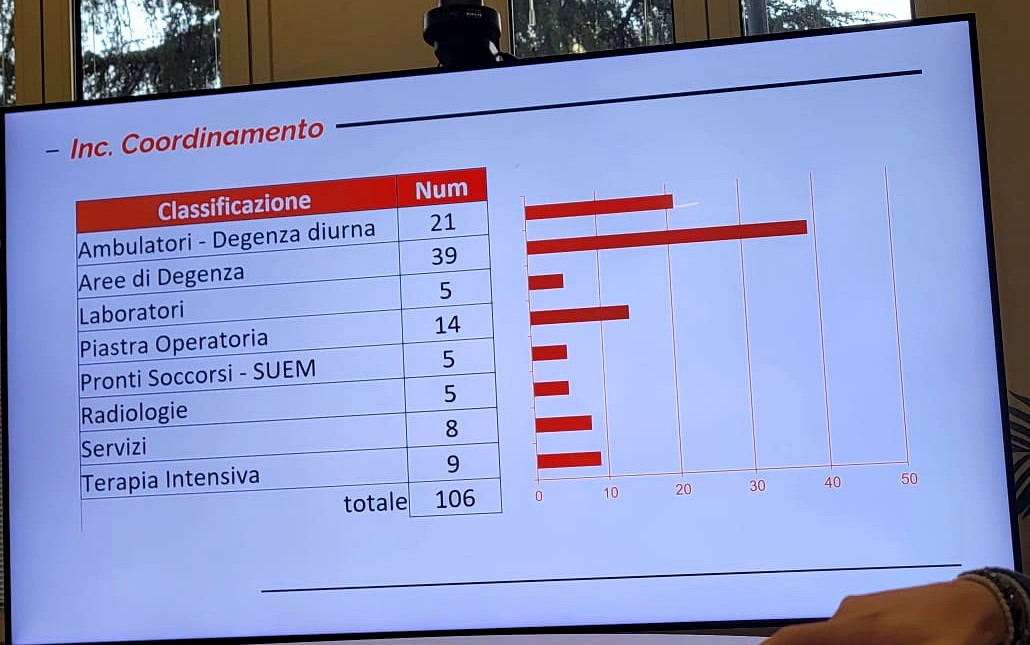 – Inc. Coordinamento
Classificazione Num
Ambulatori - Degenza diurna 21
Aree di Degenza 39
Laboratori 5
Piastra Operatoria 14
Pronti Soccorsi - SUEM 5
Radiologie 5
Servizi 8
Terapia Intensiva 9
totale 106
0 10 20 30 40 50